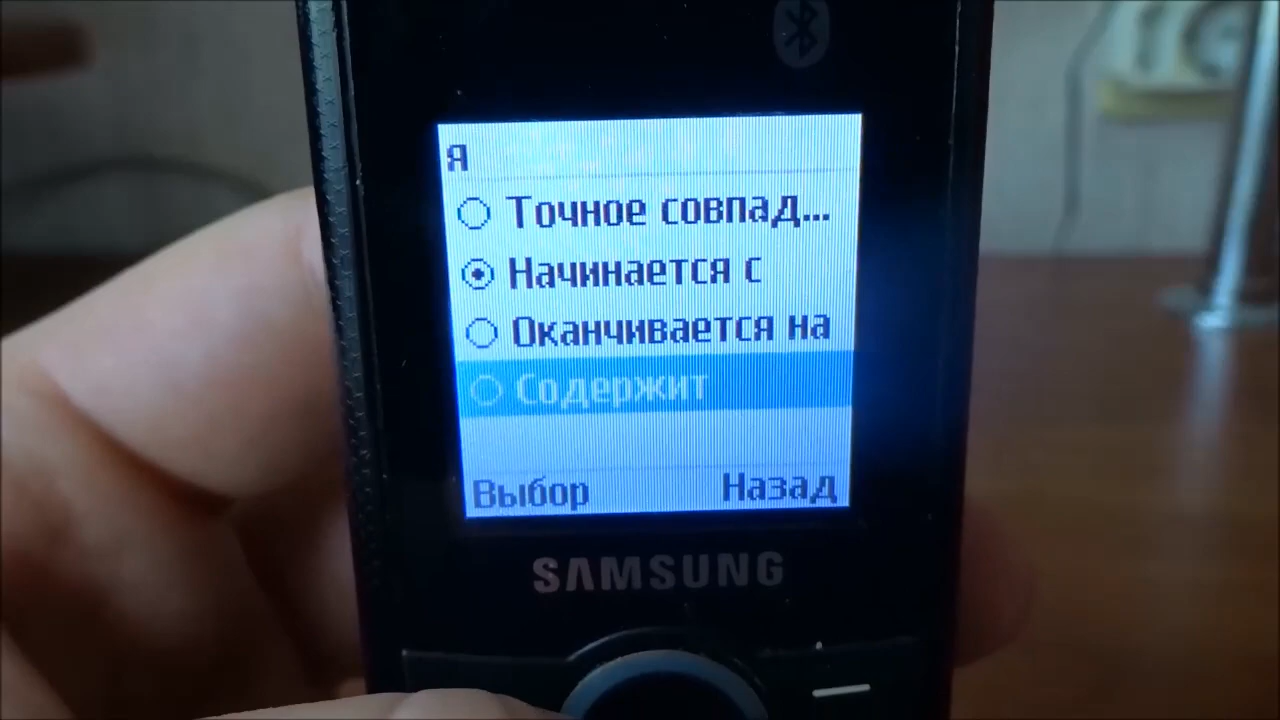 Я
Точное совпад...
Начинается с
Оканчивается на
Содержит
Выбор Назад
SAMSUNG